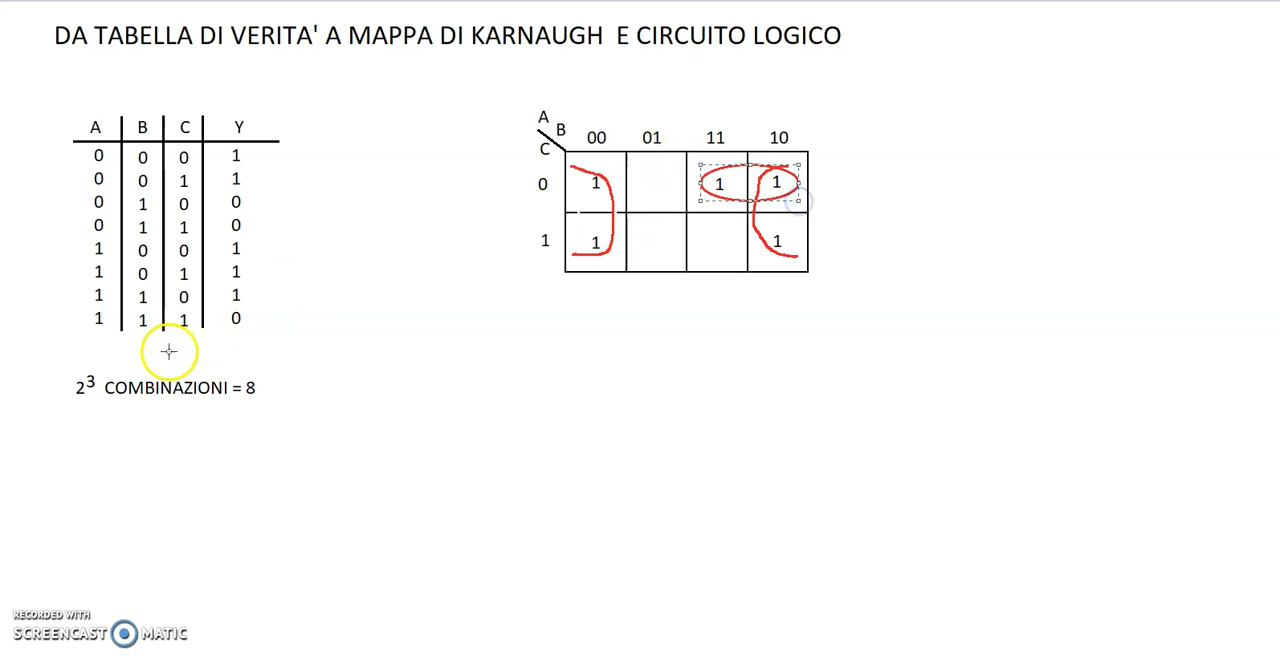 DA TABELLA DI VERITA' A MAPPA DI KARNAUGH E CIRCUITO LOGICO
A B C Y
0 0 0 1
0 0 1 1
0 1 0 0
0 1 1 0
1 0 0 1
1 0 1 1
1 1 0 1
1 1 1 0
2³ COMBINAZIONI = 8
A
B 00 01 11 10
C
0 1 1 1
1 1 1
RECORDED WITH
SCREENCAST MATIC